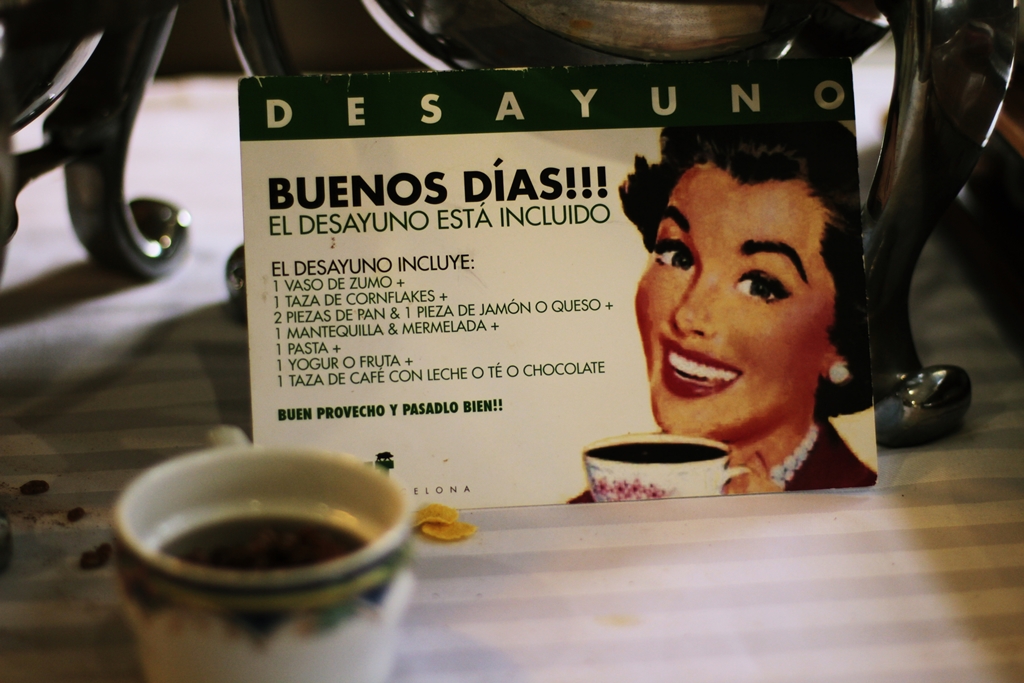 DESAYUNO
BUENOS DÍAS!!!
EL DESAYUNO ESTÁ INCLUIDO
EL DESAYUNO INCLUYE:
1 VASO DE ZUMO +
1 TAZA DE CORNFLAKES +
2 PIEZAS DE PAN & 1 PIEZA DE JAMÓN O QUESO +
1 MANTEQUILLA & MERMELADA +
1 PASTA +
1 YOGUR O FRUTA +
1 TAZA DE CAFÉ CON LECHE O TÉ O CHOCOLATE
BUEN PROVECHO Y PASADLO BIEN!!
ELONA